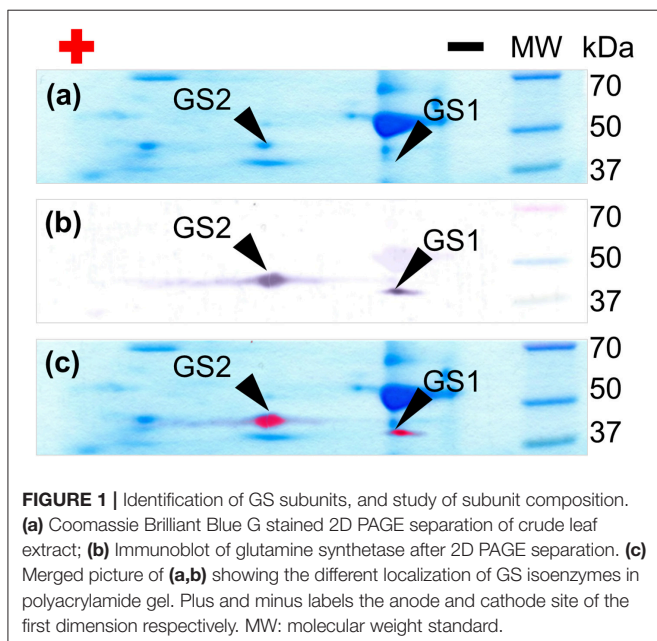 + − MW kDa
(a) GS2 GS1 70
50
37
(b) GS2 GS1 70
50
37
(c) GS2 GS1 70
50
37
FIGURE 1 | Identification of GS subunits, and study of subunit composition.
(a) Coomassie Brilliant Blue G stained 2D PAGE separation of crude leaf
extract; (b) Immunoblot of glutamine synthetase after 2D PAGE separation. (c)
Merged picture of (a,b) showing the different localization of GS isoenzymes in
polyacrylamide gel. Plus and minus labels the anode and cathode site of the
first dimension respectively. MW: molecular weight standard.